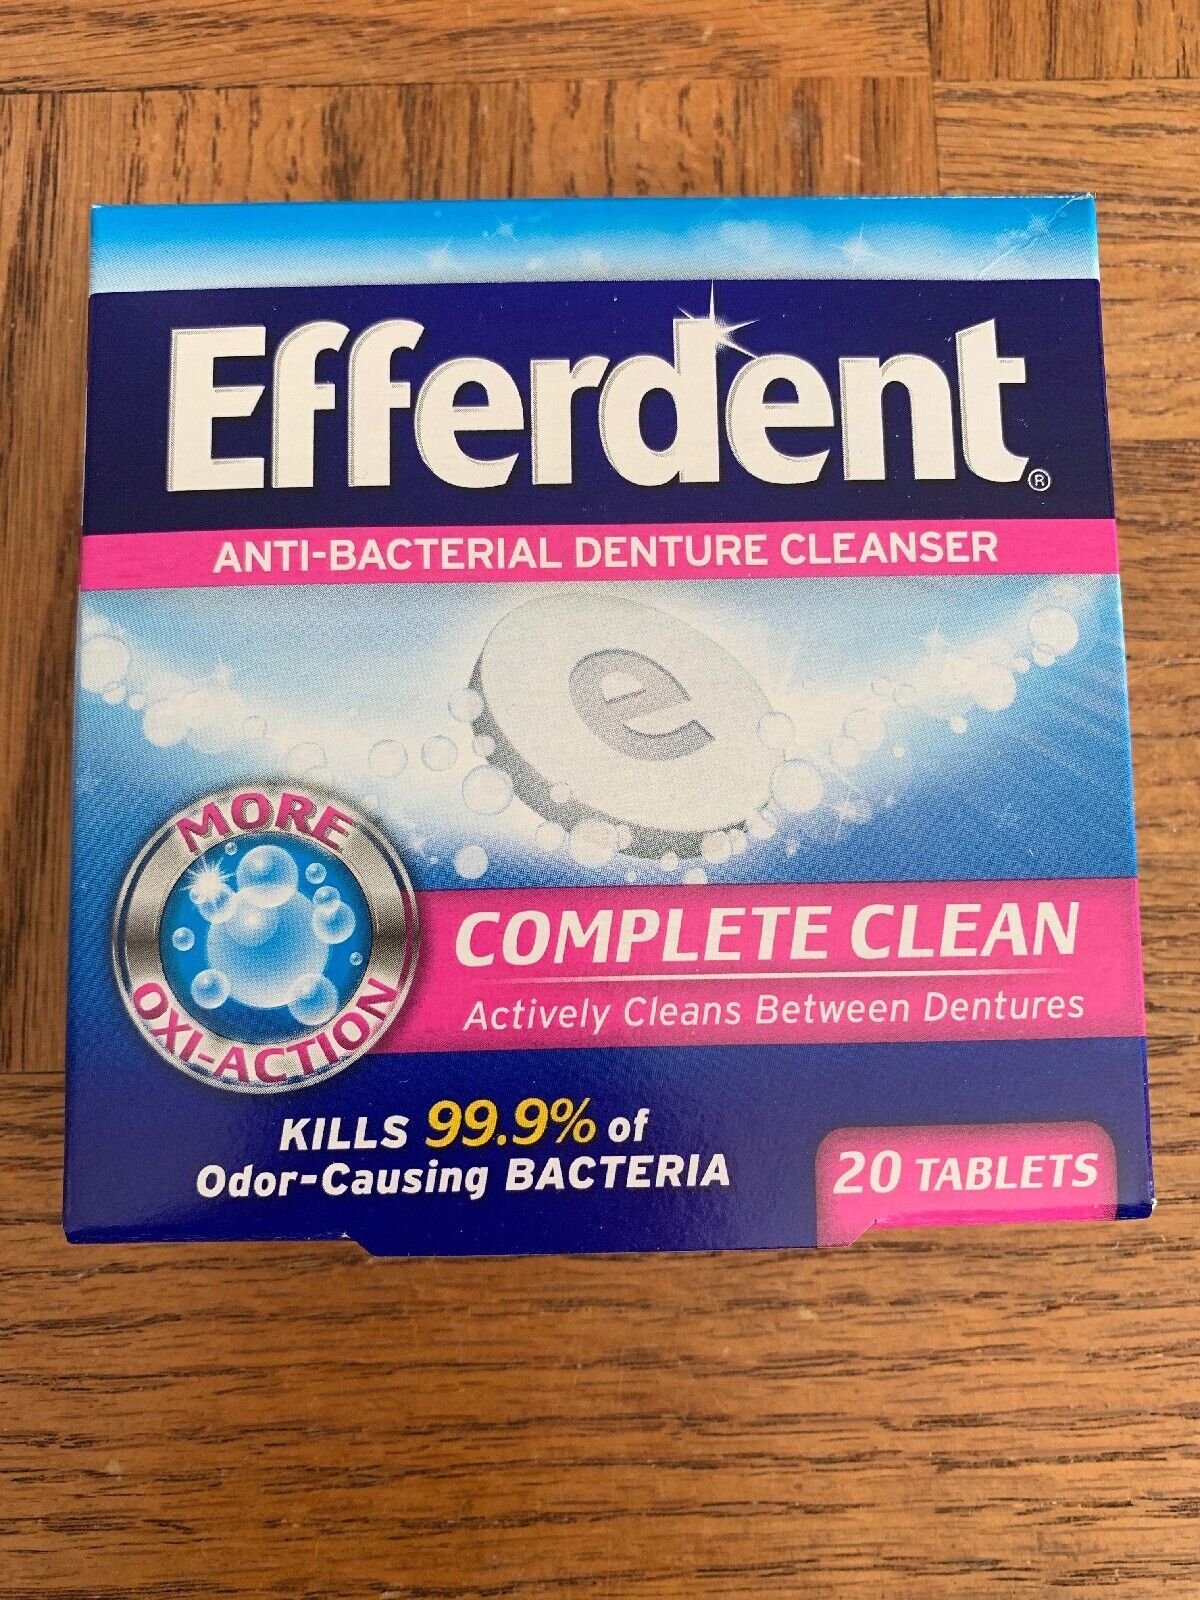 Efferdent®
ANTI-BACTERIAL DENTURE CLEANSER
e
MORE
OXI-ACTION
COMPLETE CLEAN
Actively Cleans Between Dentures
KILLS 99.9% of
Odor-Causing BACTERIA
20 TABLETS